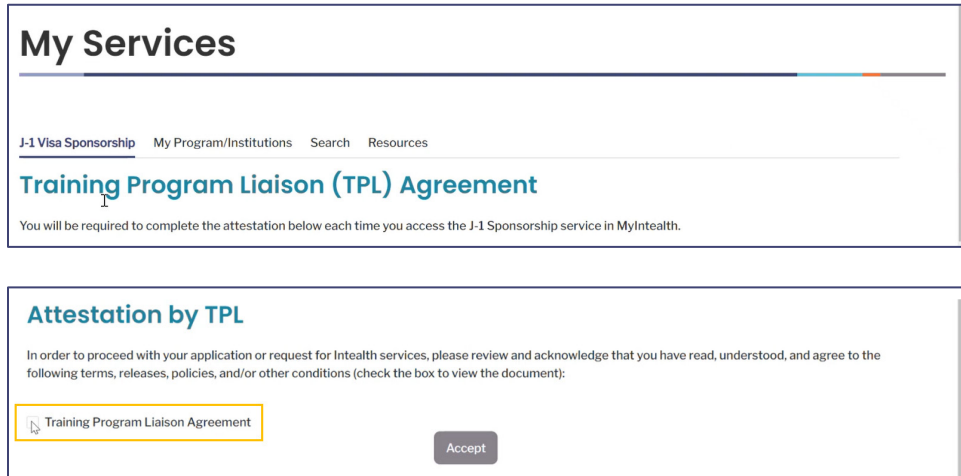 My Services
J-1 Visa Sponsorship My Program/Institutions Search Resources
Training Program Liaison (TPL) Agreement
You will be required to complete the attestation below each time you access the J-1 Sponsorship service in MyIntealth.
Attestation by TPL
In order to proceed with your application or request for Intealth services, please review and acknowledge that you have read, understood, and agree to the
following terms, releases, policies, and/or other conditions (check the box to view the document):
Training Program Liaison Agreement
Accept